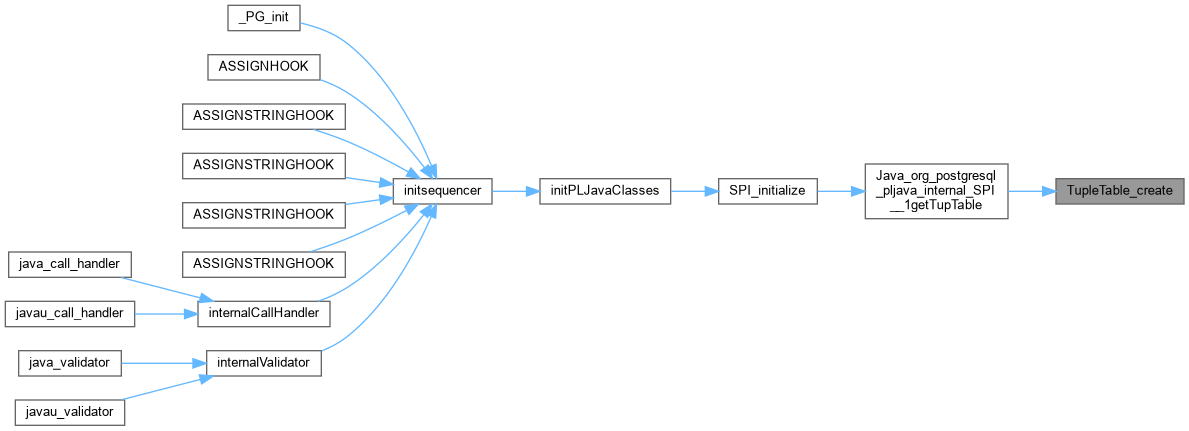 _PG_init
ASSIGNHOOK
ASSIGNSTRINGHOOK
ASSIGNSTRINGHOOK
ASSIGNSTRINGHOOK
ASSIGNSTRINGHOOK
java_call_handler
javau_call_handler
internalCallHandler
java_validator
internalValidator
javau_validator
initsequencer
initPLJavaClasses
SPI_initialize
Java_org_postgresql
_pljava_internal_SPI
__1getTupTable
TupleTable_create